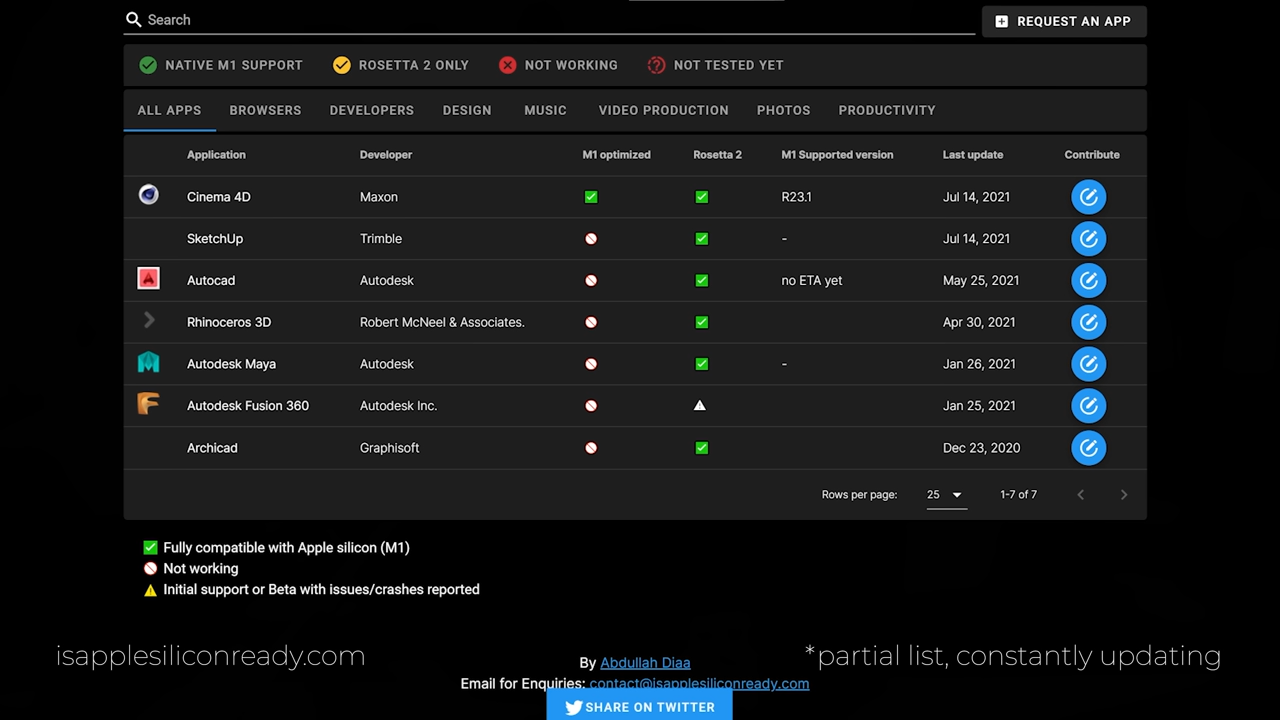 Search
REQUEST AN APP
NATIVE M1 SUPPORT ROSETTA 2 ONLY NOT WORKING NOT TESTED YET
ALL APPS BROWSERS DEVELOPERS DESIGN MUSIC VIDEO PRODUCTION PHOTOS PRODUCTIVITY
Application Developer M1 optimized Rosetta 2 M1 Supported version Last update Contribute
Cinema 4D Maxon ✅ ✅ R23.1 Jul 14, 2021
SketchUp Trimble 🚫 ✅ - Jul 14, 2021
Autocad Autodesk 🚫 ✅ no ETA yet May 25, 2021
Rhinoceros 3D Robert McNeel & Associates. 🚫 ✅ Apr 30, 2021
Autodesk Maya Autodesk 🚫 ✅ - Jan 26, 2021
Autodesk Fusion 360 Autodesk Inc. 🚫 ⚠ Jan 25, 2021
Archicad Graphisoft 🚫 ✅ Dec 23, 2020
Rows per page: 25 1-7 of 7
✅ Fully compatible with Apple silicon (M1)
🚫 Not working
⚠ Initial support or Beta with issues/crashes reported
isapplesiliconready.com
*partial list, constantly updating
By Abdullah Diaa
Email for Enquiries: contact@isapplesiliconready.com
SHARE ON TWITTER